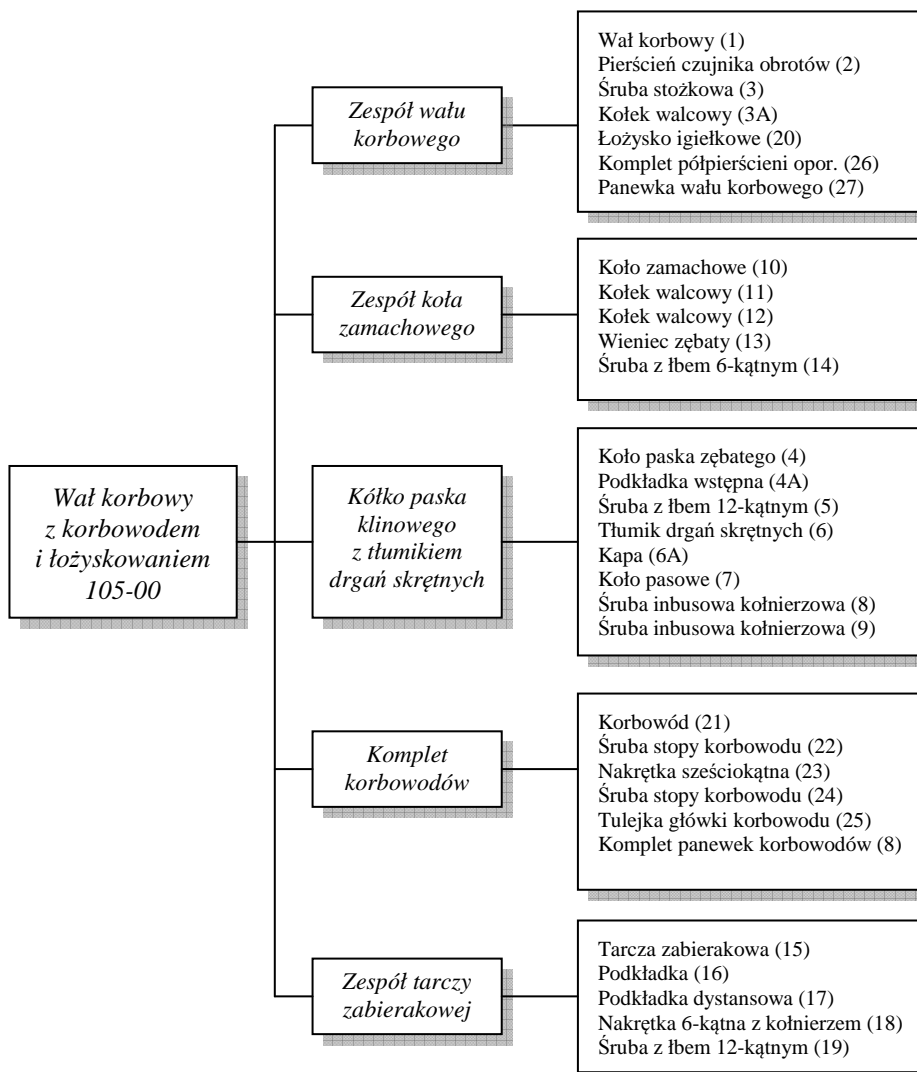 Wał korbowy
z korbowodem
i łożyskowaniem
105-00
Zespół wału
korbowego
Wał korbowy (1)
Pierścień czujnika obrotów (2)
Śruba stożkowa (3)
Kołek walcowy (3A)
Łożysko igiełkowe (20)
Komplet półpierścieni opor. (26)
Panewka wału korbowego (27)
Zespół koła
zamachowego
Koło zamachowe (10)
Kołek walcowy (11)
Kołek walcowy (12)
Wieniec zębaty (13)
Śruba z łbem 6-kątnym (14)
Kółko paska
klinowego
z tłumikiem
drgań skrętnych
Koło paska zębatego (4)
Podkładka wstępna (4A)
Śruba z łbem 12-kątnym (5)
Tłumik drgań skrętnych (6)
Kapa (6A)
Koło pasowe (7)
Śruba inbusowa kołnierzowa (8)
Śruba inbusowa kołnierzowa (9)
Komplet
korbowodów
Korbowód (21)
Śruba stopy korbowodu (22)
Nakrętka sześciokątna (23)
Śruba stopy korbowodu (24)
Tulejka główki korbowodu (25)
Komplet panewek korbowodów (8)
Zespół tarczy
zabierakowej
Tarcza zabierakowa (15)
Podkładka (16)
Podkładka dystansowa (17)
Nakrętka 6-kątna z kołnierzem (18)
Śruba z łbem 12-kątnym (19)